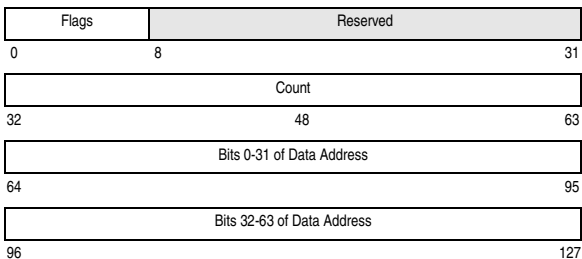 Flags Reserved
0 8 31
Count
32 48 63
Bits 0-31 of Data Address
64 95
Bits 32-63 of Data Address
96 127